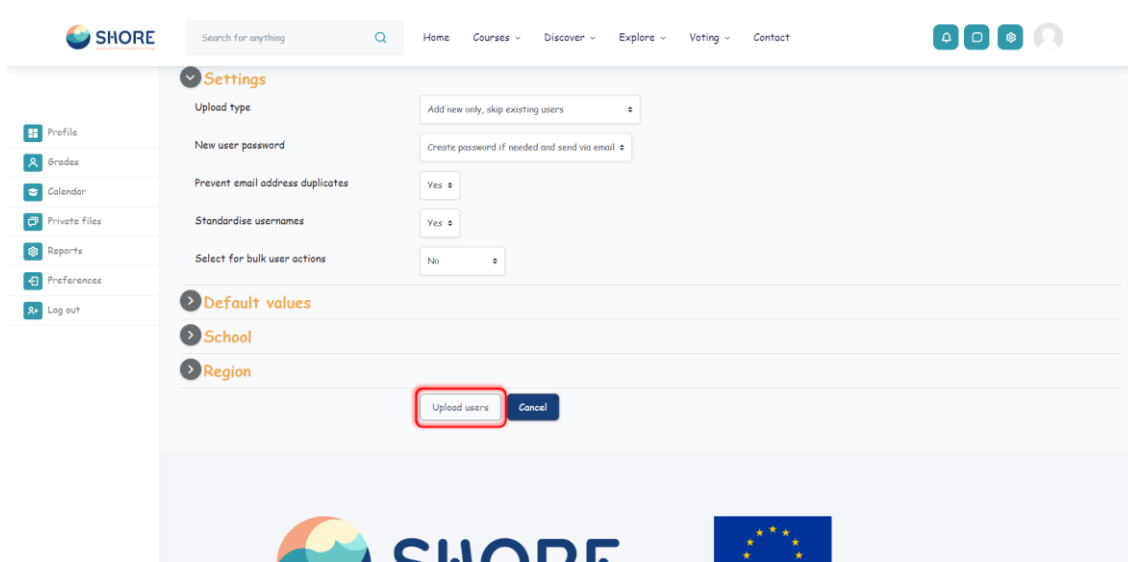 SHORE
Search for anything
Home Courses Discover Explore Voting Contact
Settings
Upload type
Add new only, skip existing users
New user password
Create password if needed and send via email
Prevent email address duplicates
Yes
Standardise usernames
Yes
Select for bulk user actions
No
Profile
Grades
Calendar
Private files
Reports
Preferences
Log out
Default values
School
Region
Upload users Cancel
SHORE